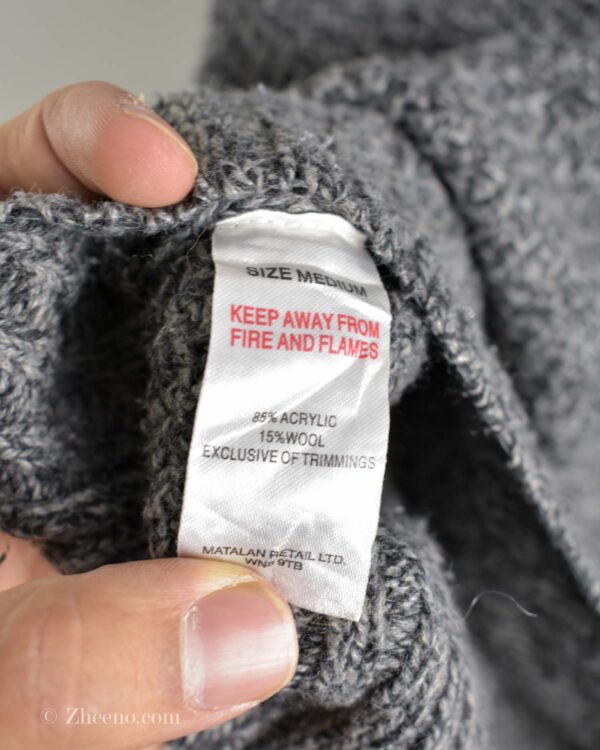 SIZE MEDIUM
KEEP AWAY FROM
FIRE AND FLAMES
85% ACRYLIC
15%WOOL
EXCLUSIVE OF TRIMMINGS
MATALAN RETAIL LTD.
9TB
© Zheeno.com